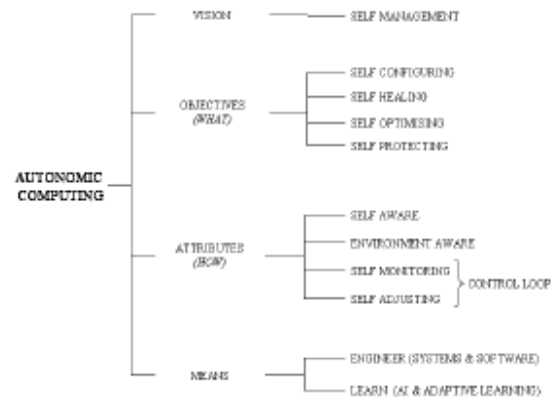 VISION
SELF MANAGEMENT
OBJECTIVES
(WHAT)
SELF CONFIGURING
SELF HEALING
SELF OPTIMISING
SELF PROTECTING
AUTONOMIC
COMPUTING
ATTRIBUTES
(HOW)
SELF AWARE
ENVIRONMENT AWARE
SELF MONITORING
SELF ADJUSTING
CONTROL LOOP
MEANS
ENGINEER (SYSTEMS & SOFTWARE)
LEARN (AI & ADAPTIVE LEARNING)